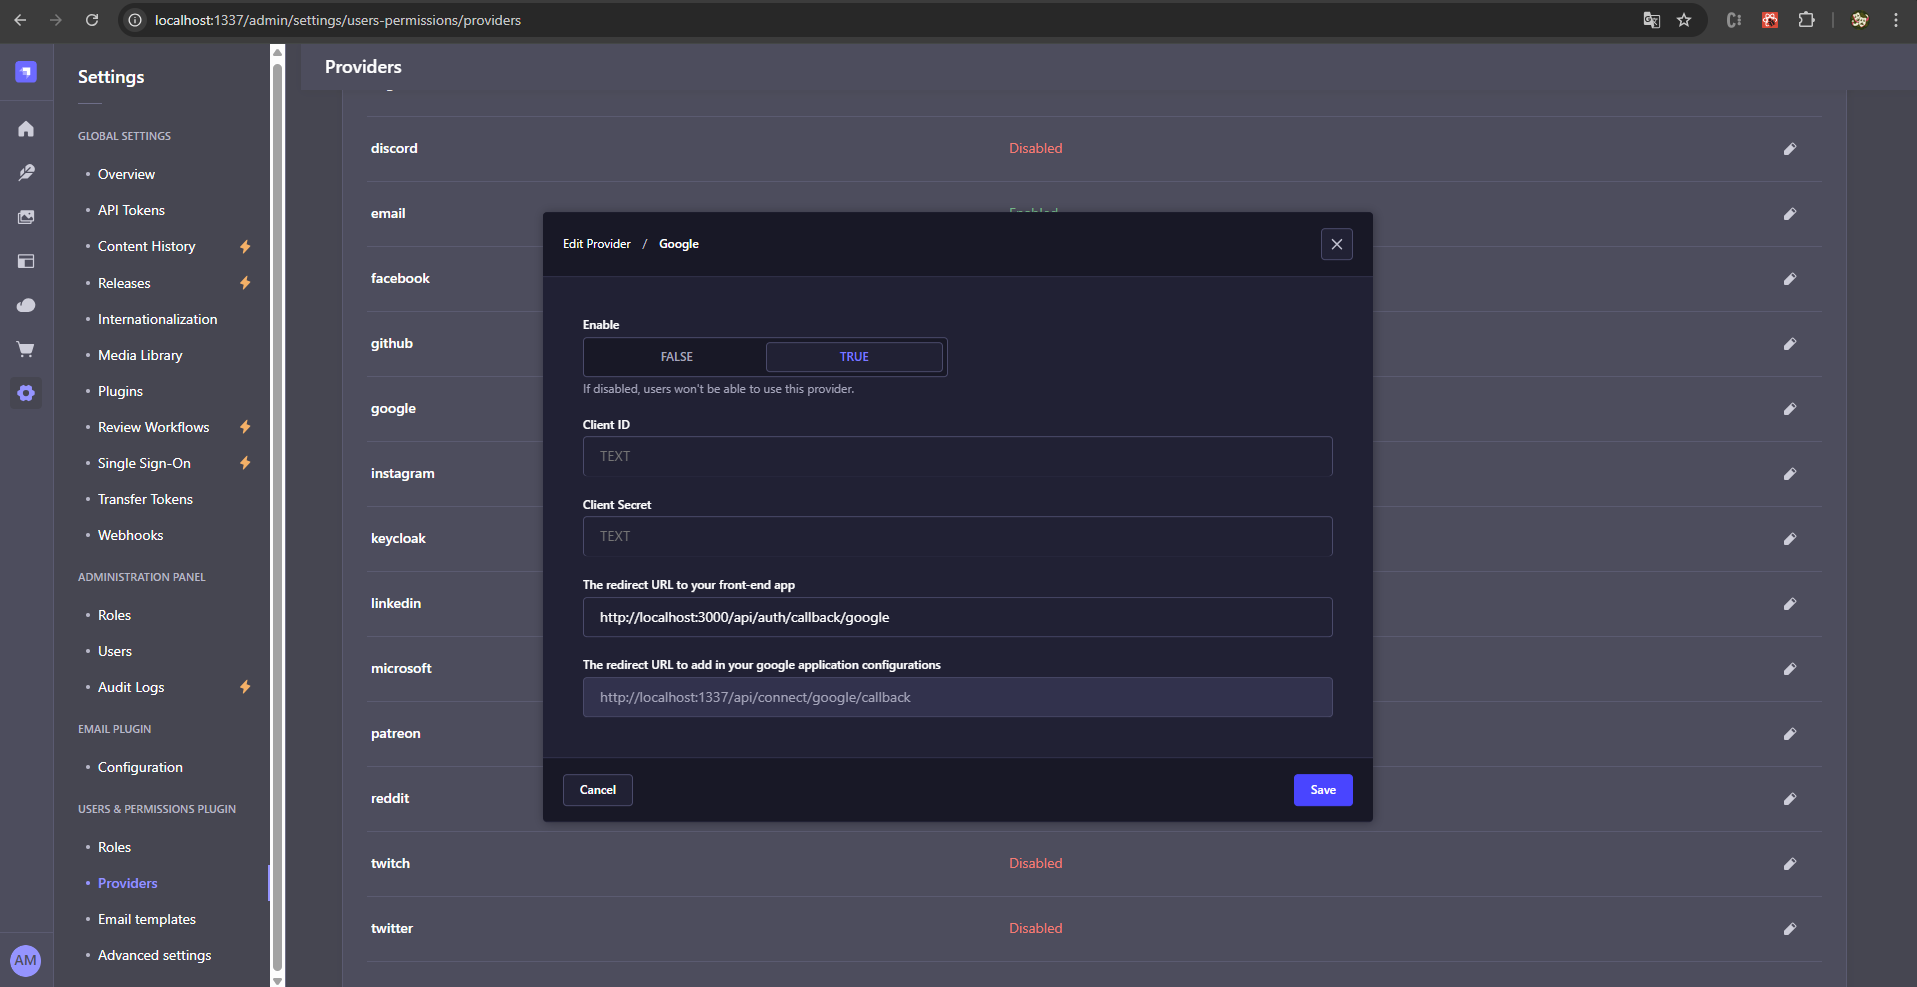 localhost:1337/admin/settings/users-permissions/providers
Settings
GLOBAL SETTINGS
Overview
API Tokens
Content History
Releases
Internationalization
Media Library
Plugins
Review Workflows
Single Sign-On
Transfer Tokens
Webhooks
ADMINISTRATION PANEL
Roles
Users
Audit Logs
EMAIL PLUGIN
Configuration
USERS & PERMISSIONS PLUGIN
Roles
Providers
Email templates
Advanced settings
AM
Providers
discord Disabled
email Enabled
facebook
github
google
instagram
keycloak
linkedin
microsoft
patreon
reddit
twitch Disabled
twitter Disabled
Edit Provider / Google
Enable
FALSE TRUE
If disabled, users won't be able to use this provider.
Client ID
TEXT
Client Secret
TEXT
The redirect URL to your front-end app
http://localhost:3000/api/auth/callback/google
The redirect URL to add in your google application configurations
http://localhost:1337/api/connect/google/callback
Cancel Save